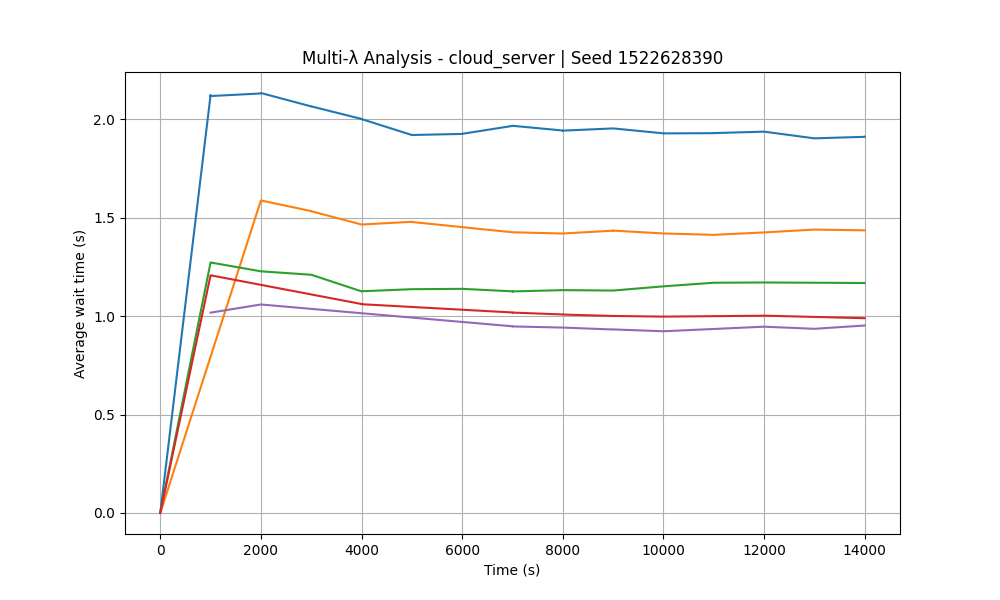 Multi-λ Analysis - cloud_server | Seed 1522628390
Average wait time (s)
2.0
1.5
1.0
0.5
0.0
0 2000 4000 6000 8000 10000 12000 14000
Time (s)